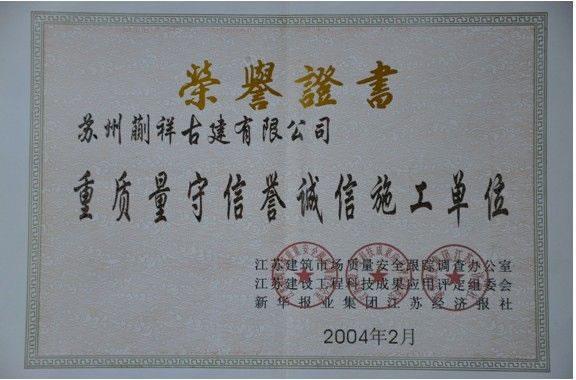 榮譽證書
苏州蒯祥古建有限公司
重质量守信誉诚信施工单位
江苏建筑市场质量安全跟踪调查办公室
江苏建设工程科技成果应用评定组委会
新华报业集团江苏经济报社
2004年2月